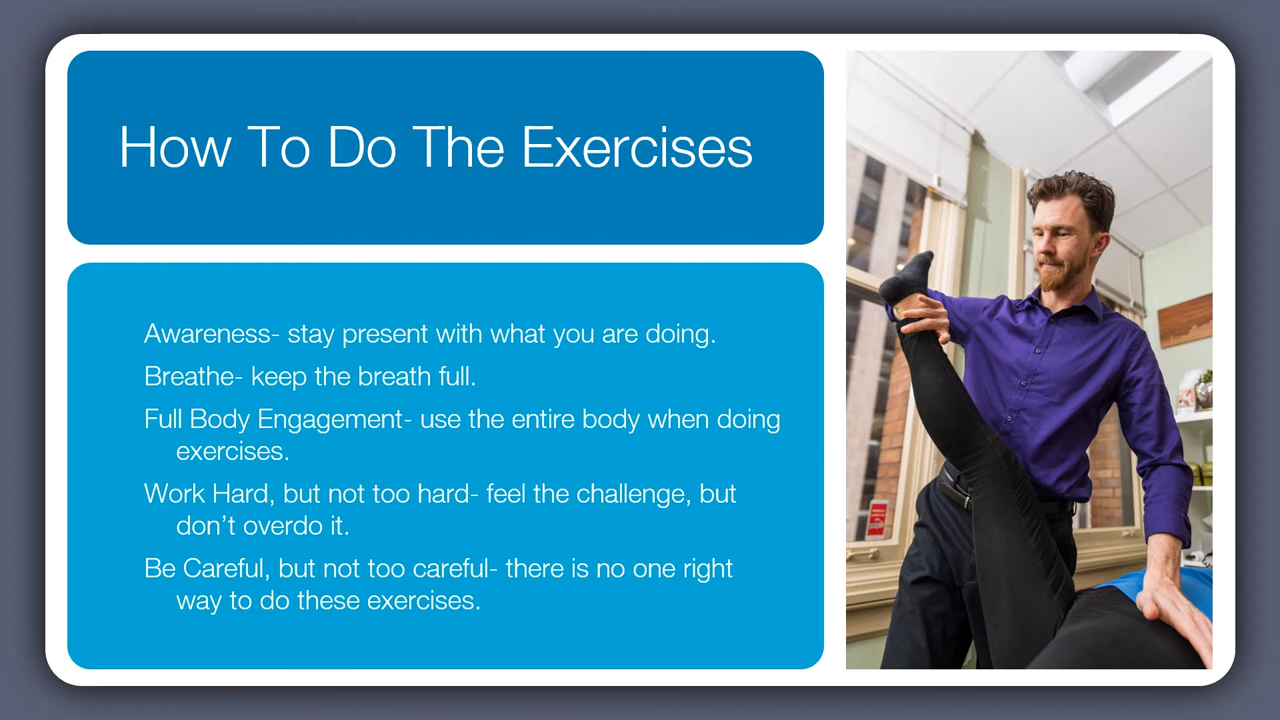 How To Do The Exercises
Awareness- stay present with what you are doing.
Breathe- keep the breath full.
Full Body Engagement- use the entire body when doing
exercises.
Work Hard, but not too hard- feel the challenge, but
don’t overdo it.
Be Careful, but not too careful- there is no one right
way to do these exercises.